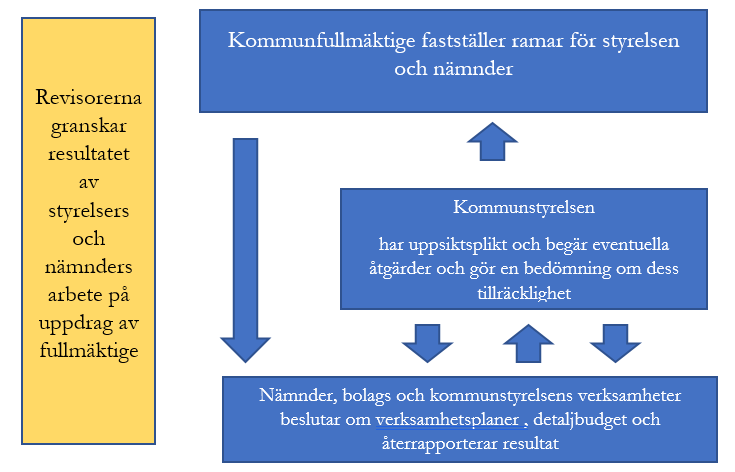 Revisorerna
granskar
resultatet
av
styrelsers
och
nämnders
arbete på
uppdrag av
fullmäktige
Kommunfullmäktige fastställer ramar för styrelsen
och nämnder
Kommunstyrelsen
har uppsiktsplikt och begär eventuella
åtgärder och gör en bedömning om dess
tillräcklighet
Nämnder, bolags och kommunstyrelsens verksamheter
beslutar om verksamhetsplaner , detaljbudget och
återrapporterar resultat